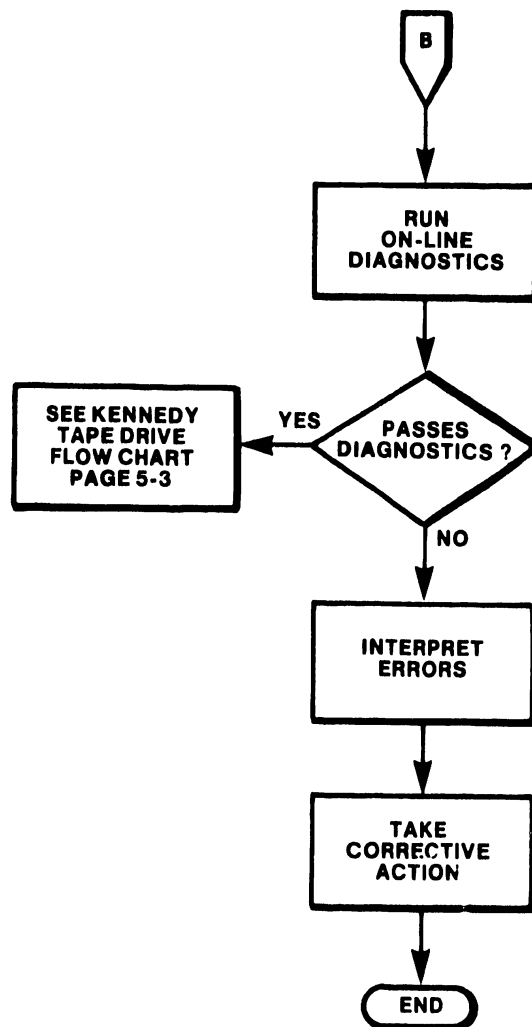 B
RUN
ON-LINE
DIAGNOSTICS
PASSES
DIAGNOSTICS ?
YES
SEE KENNEDY
TAPE DRIVE
FLOW CHART
PAGE 5-3
NO
INTERPRET
ERRORS
TAKE
CORRECTIVE
ACTION
END